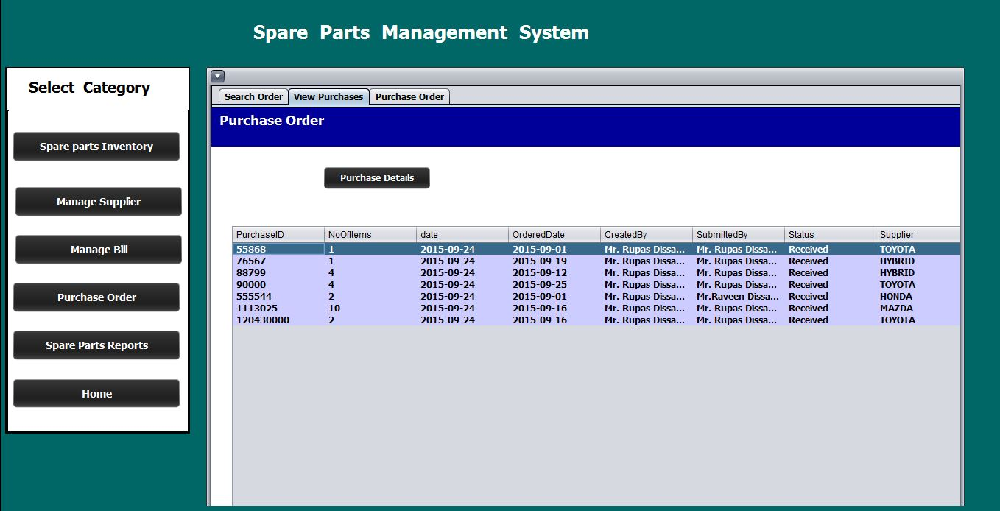 Spare Parts Management System
Select Category
Spare parts Inventory
Manage Supplier
Manage Bill
Purchase Order
Spare Parts Reports
Home
Search Order View Purchases Purchase Order
Purchase Order
Purchase Details
PurchaseID NoOfItems date OrderedDate CreatedBy SubmittedBy Status Supplier
55868 1 2015-09-24 2015-09-01 Mr. Rupas Dissa... Mr. Rupas Dissa... Received TOYOTA
76567 1 2015-09-24 2015-09-19 Mr. Rupas Dissa... Mr. Rupas Dissa... Received HYBRID
88799 4 2015-09-24 2015-09-12 Mr. Rupas Dissa... Mr. Rupas Dissa... Received HYBRID
90000 4 2015-09-24 2015-09-25 Mr. Rupas Dissa... Mr. Rupas Dissa... Received TOYOTA
555544 2 2015-09-24 2015-09-01 Mr. Rupas Dissa... Mr.Raveen Dissa... Received HONDA
1113025 10 2015-09-24 2015-09-16 Mr. Rupas Dissa... Mr. Rupas Dissa... Received MAZDA
120430000 2 2015-09-24 2015-09-16 Mr. Rupas Dissa... Mr. Rupas Dissa... Received TOYOTA